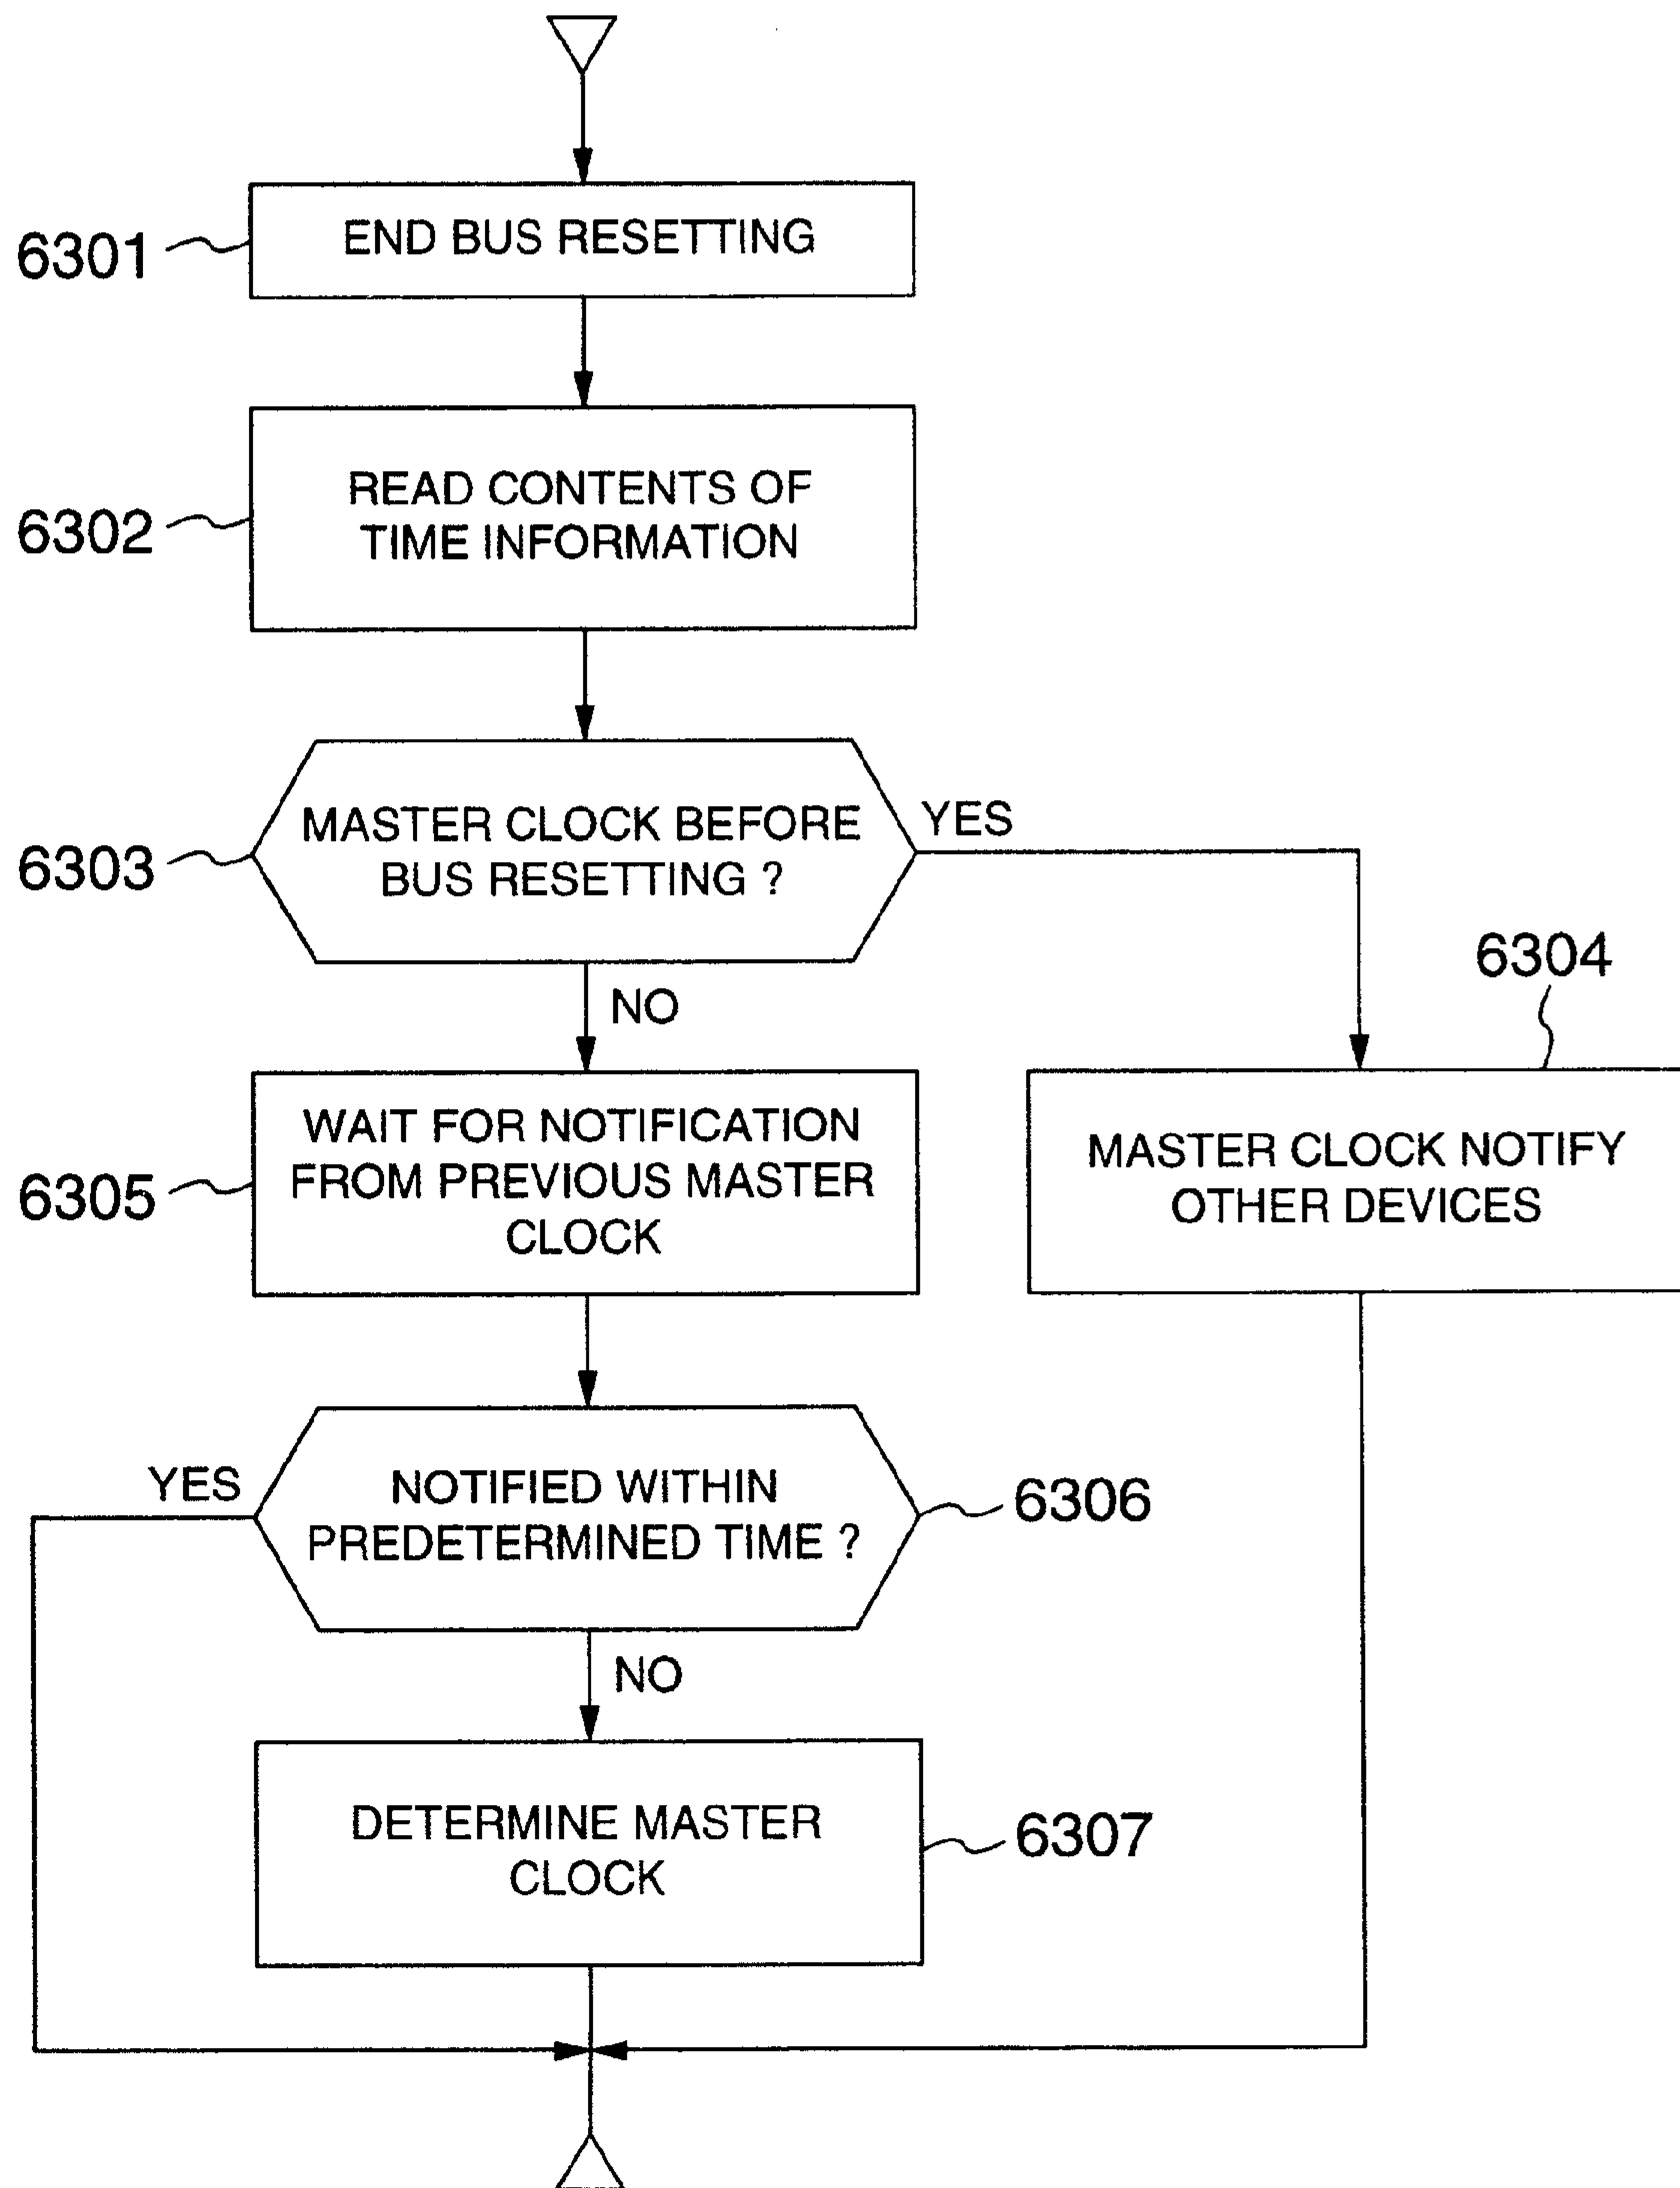 6301
END BUS RESETTING
6302
READ CONTENTS OF
TIME INFORMATION
6303
MASTER CLOCK BEFORE
BUS RESETTING ?
YES
NO
6304
MASTER CLOCK NOTIFY
OTHER DEVICES
6305
WAIT FOR NOTIFICATION
FROM PREVIOUS MASTER
CLOCK
YES
NOTIFIED WITHIN
PREDETERMINED TIME ?
6306
NO
DETERMINE MASTER
CLOCK
6307